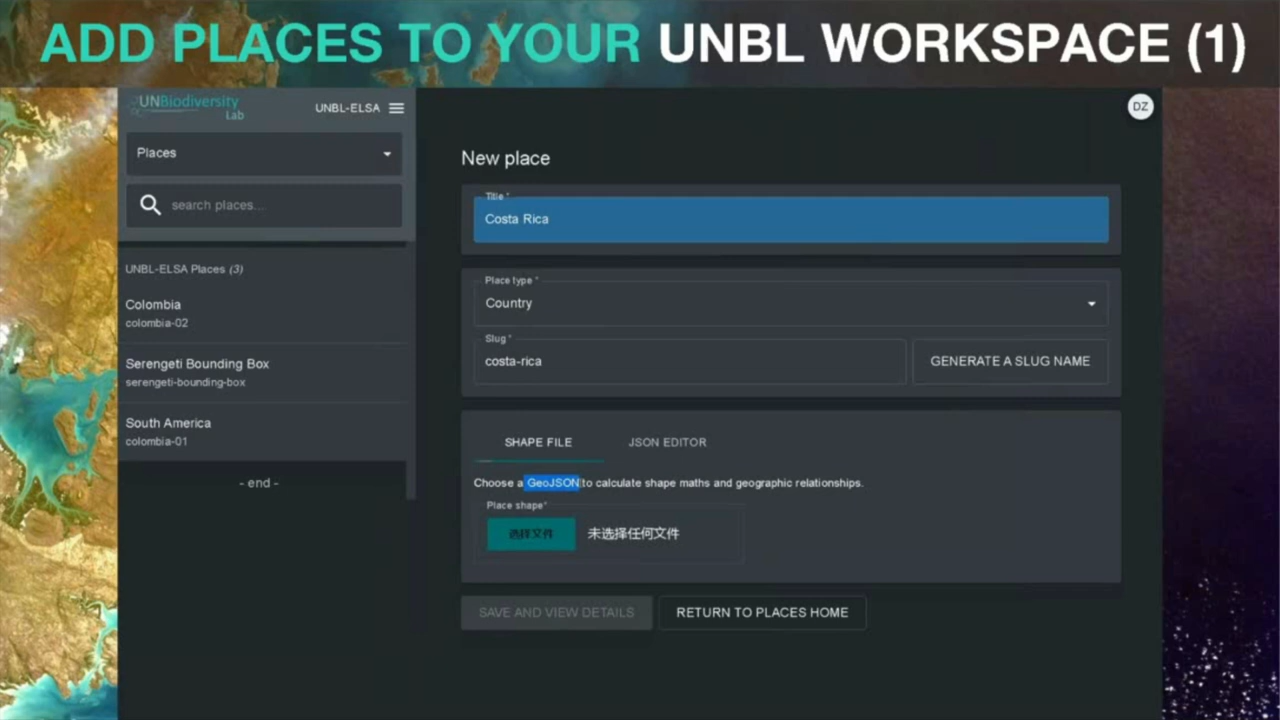 ADD PLACES TO YOUR UNBL WORKSPACE (1)
UNBiodiversity
Lab
UNBL-ELSA
DZ
Places
search places...
UNBL-ELSA Places (3)
Colombia
colombia-02
Serengeti Bounding Box
serengeti-bounding-box
South America
colombia-01
- end -
New place
Title *
Costa Rica
Place type *
Country
Slug *
costa-rica
GENERATE A SLUG NAME
SHAPE FILE
JSON EDITOR
Choose a GeoJSON to calculate shape maths and geographic relationships.
Place shape*
选择文件
未选择任何文件
SAVE AND VIEW DETAILS
RETURN TO PLACES HOME